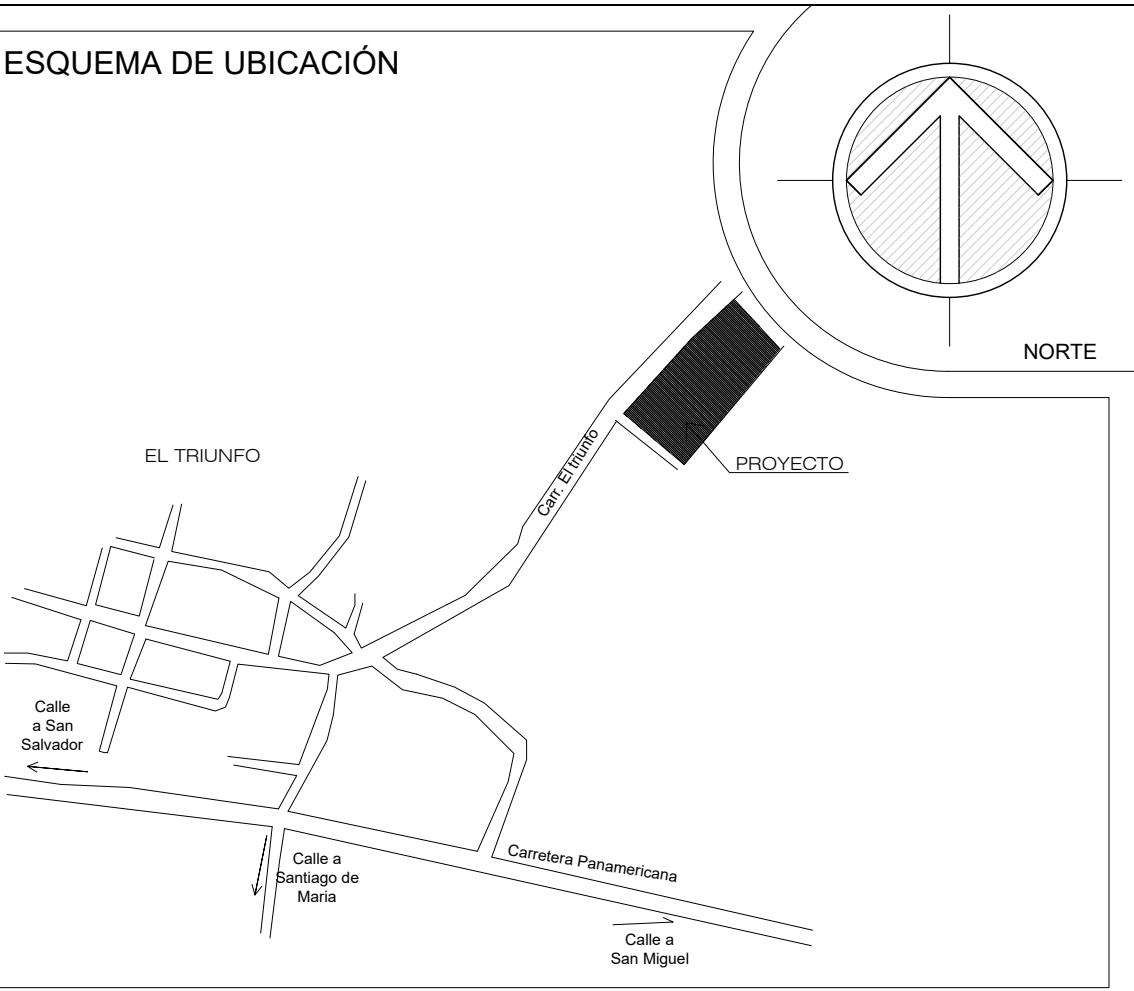 ESQUEMA DE UBICACIÓN
NORTE
EL TRIUNFO
Carr. El triunfo
PROYECTO
Calle
a San
Salvador
Calle a
Santiago de
Maria
Carretera Panamericana
Calle a
San Miguel